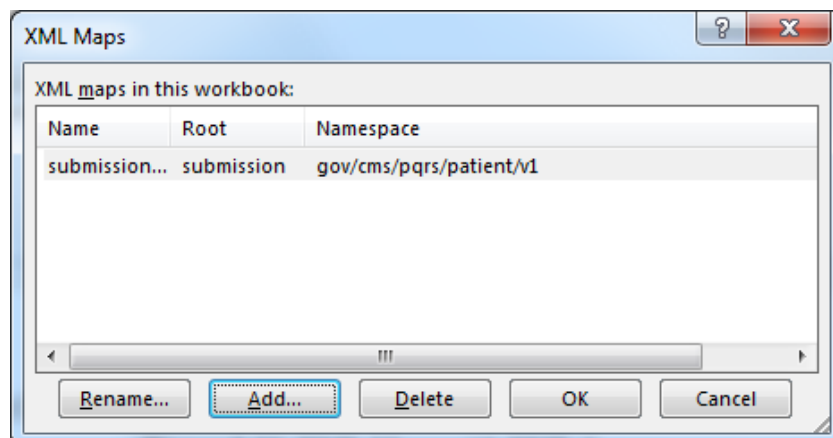 XML Maps
XML maps in this workbook:
Name Root Namespace
submission... submission gov/cms/pqrs/patient/v1
Rename... Add... Delete OK Cancel